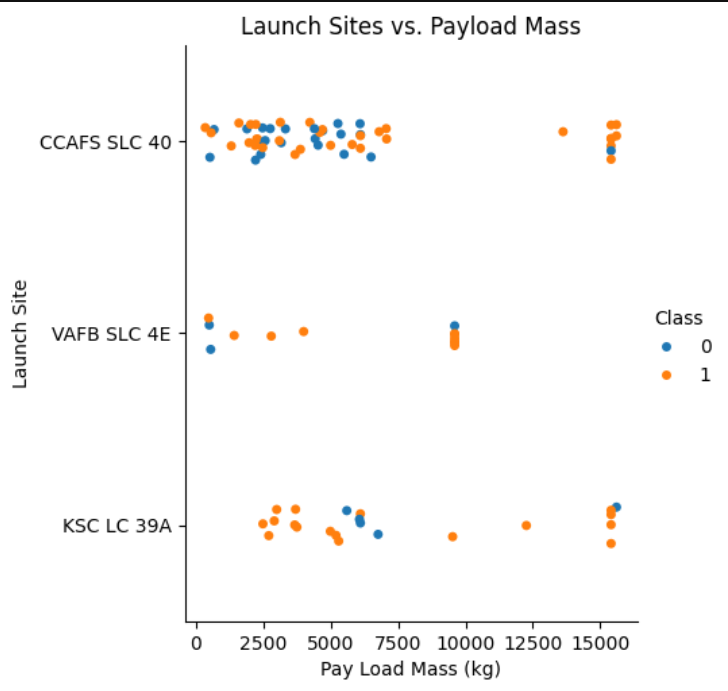 Launch Sites vs. Payload Mass
CCAFS SLC 40
VAFB SLC 4E
KSC LC 39A
Launch Site
0 2500 5000 7500 10000 12500 15000
Pay Load Mass (kg)
Class
0
1